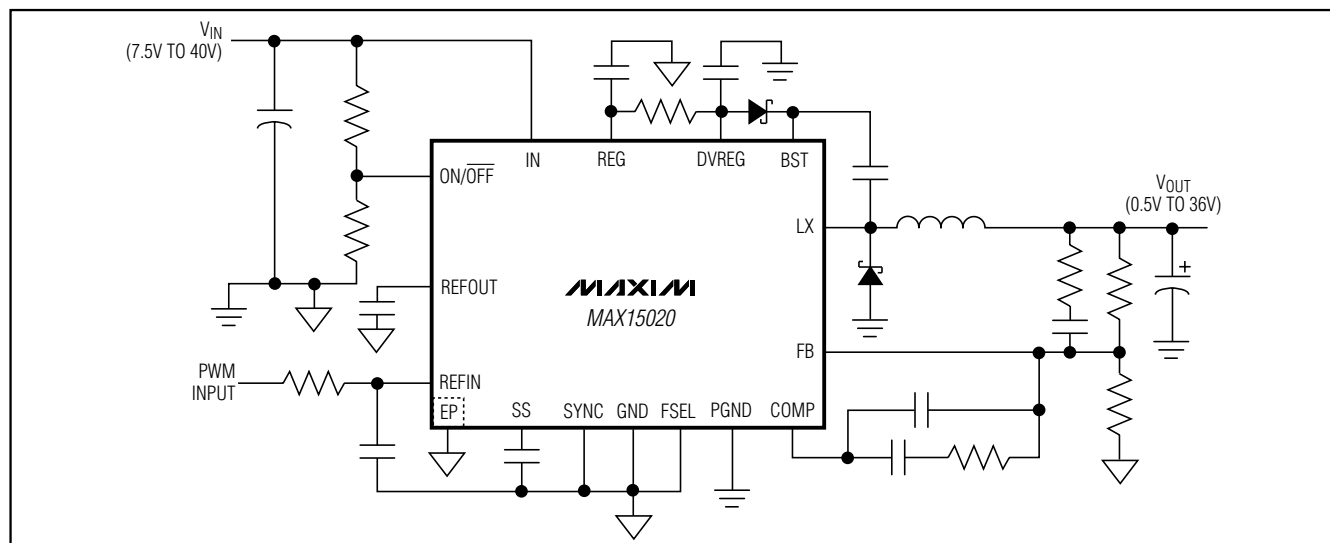 VIN
(7.5V TO 40V)
IN
REG
DVREG
BST
ON/OFF
LX
VOUT
(0.5V TO 36V)
REFOUT
MAXIM
MAX15020
FB
PWM
INPUT
REFIN
EP
SS
SYNC
GND
FSEL
PGND
COMP
+